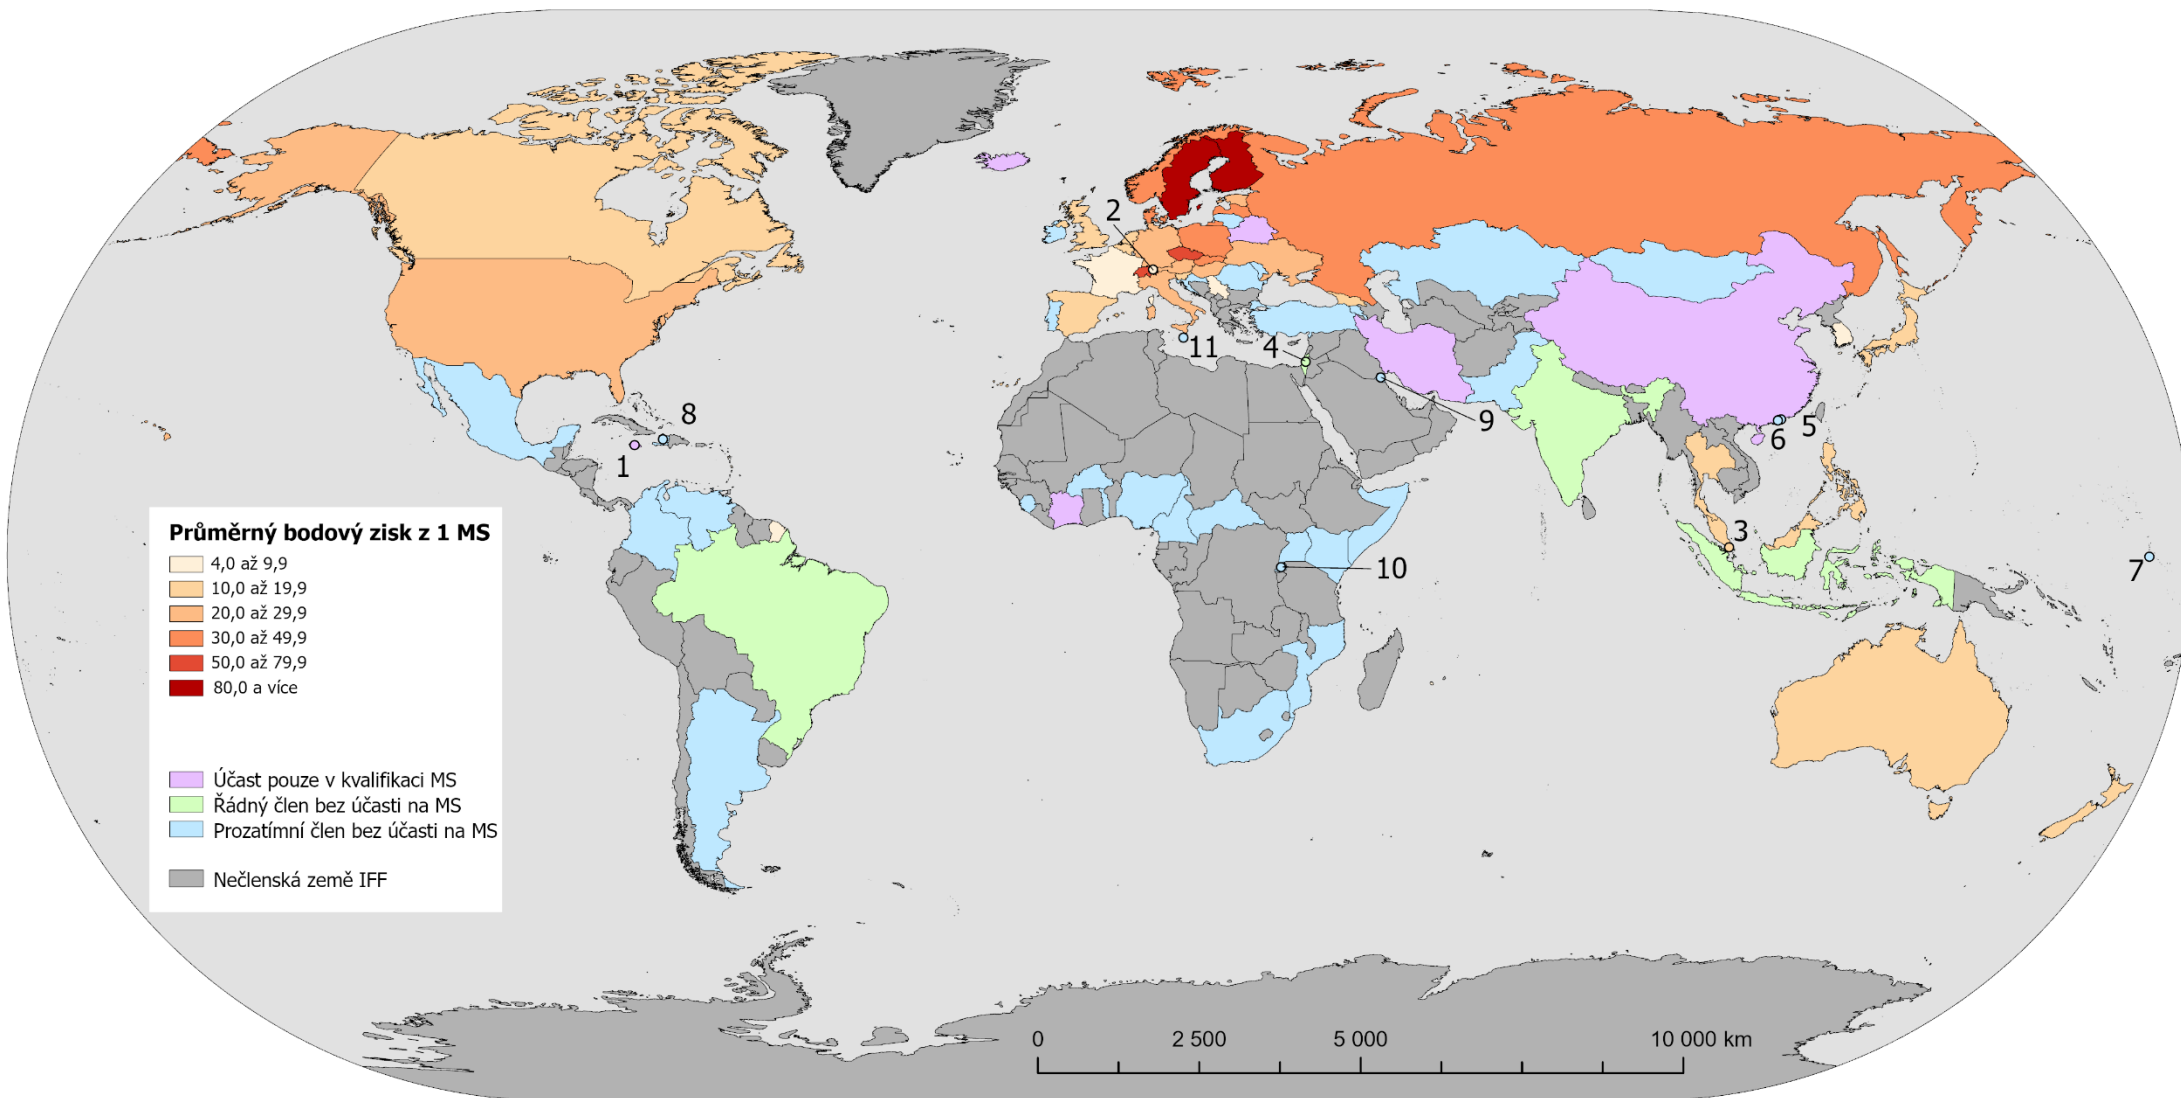 2
11
4
8
1
9
5
6
3
10
7
Průměrný bodový zisk z 1 MS
4,0 až 9,9
10,0 až 19,9
20,0 až 29,9
30,0 až 49,9
50,0 až 79,9
80,0 a více
Účast pouze v kvalifikaci MS
Řádný člen bez účasti na MS
Prozatímní člen bez účasti na MS
Nečlenská země IFF
0 2 500 5 000 10 000 km